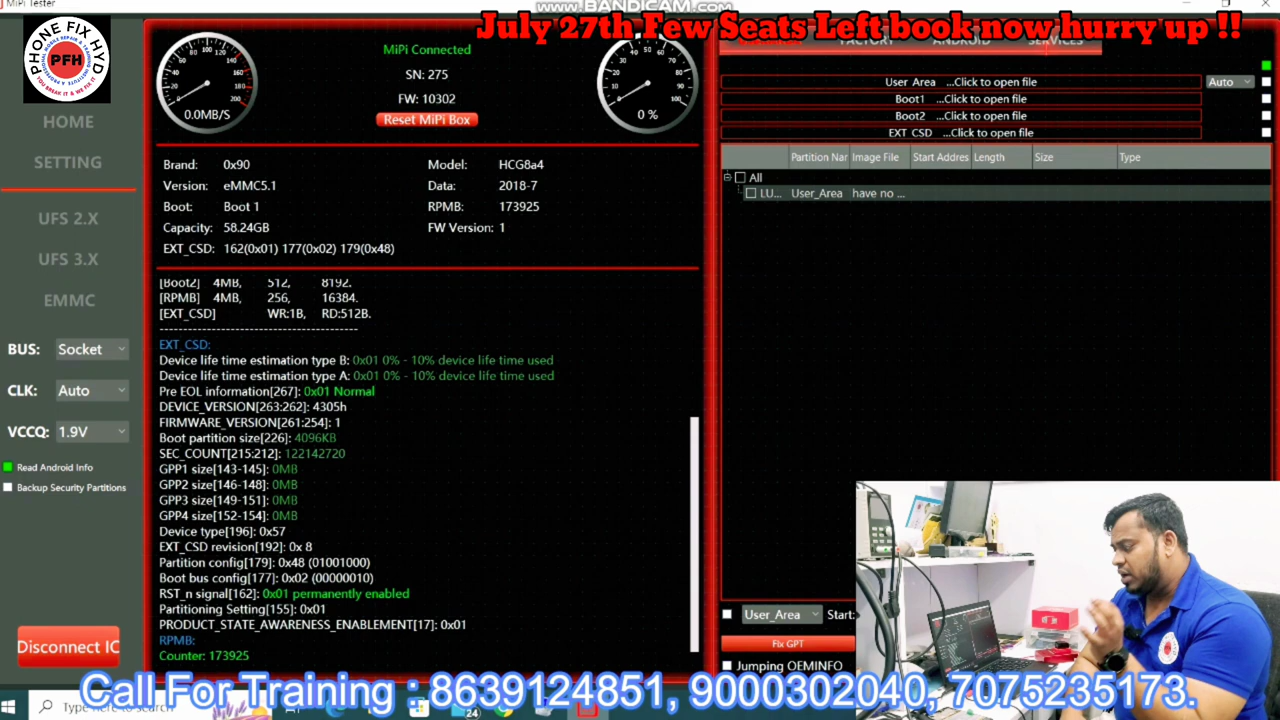 MiPi Tester
www.BANDICAM.com
July 27th Few Seats Left book now hurry up !!
PHONE FIX HYD
PFH
HOME
SETTING
UFS 2.X
UFS 3.X
EMMC
BUS: Socket
CLK: Auto
VCCQ: 1.9V
Read Android Info
Backup Security Partitions
Disconnect IC
0.0MB/S
MiPi Connected
SN: 275
FW: 10302
Reset MiPi Box
0 %
Brand: 0x90 Model: HCG8a4
Version: eMMC5.1 Data: 2018-7
Boot: Boot 1 RPMB: 173925
Capacity: 58.24GB FW Version: 1
EXT_CSD: 162(0x01) 177(0x02) 179(0x48)
[Boot2] 4MB, 512, 8192.
[RPMB] 4MB, 256, 16384.
[EXT_CSD] WR:1B, RD:512B.
------------------------------------------
EXT_CSD:
Device life time estimation type B: 0x01 0% - 10% device life time used
Device life time estimation type A: 0x01 0% - 10% device life time used
Pre EOL information[267]: 0x01 Normal
DEVICE_VERSION[263:262]: 4305h
FIRMWARE_VERSION[261:254]: 1
Boot partition size[226]: 4096KB
SEC_COUNT[215:212]: 122142720
GPP1 size[143-145]: 0MB
GPP2 size[146-148]: 0MB
GPP3 size[149-151]: 0MB
GPP4 size[152-154]: 0MB
Device type[196]: 0x57
EXT_CSD revision[192]: 0x 8
Partition config[179]: 0x48 (01001000)
Boot bus config[177]: 0x02 (00000010)
RST_n signal[162]: 0x01 permanently enabled
Partitioning Setting[155]: 0x01
PRODUCT_STATE_AWARENESS_ENABLEMENT[17]: 0x01
RPMB:
Counter: 173925
FACTORY ANDROID SERVICES
User_Area ...Click to open file Auto
Boot1 ...Click to open file
Boot2 ...Click to open file
EXT_CSD ...Click to open file
Partition Nar Image File Start Addres Length Size Type
All
LU... User_Area have no ...
User_Area Start:
Fix GPT
Jumping OEMINFO
Call For Training : 8639124851, 9000302040, 7075235173.
Type here to search
24